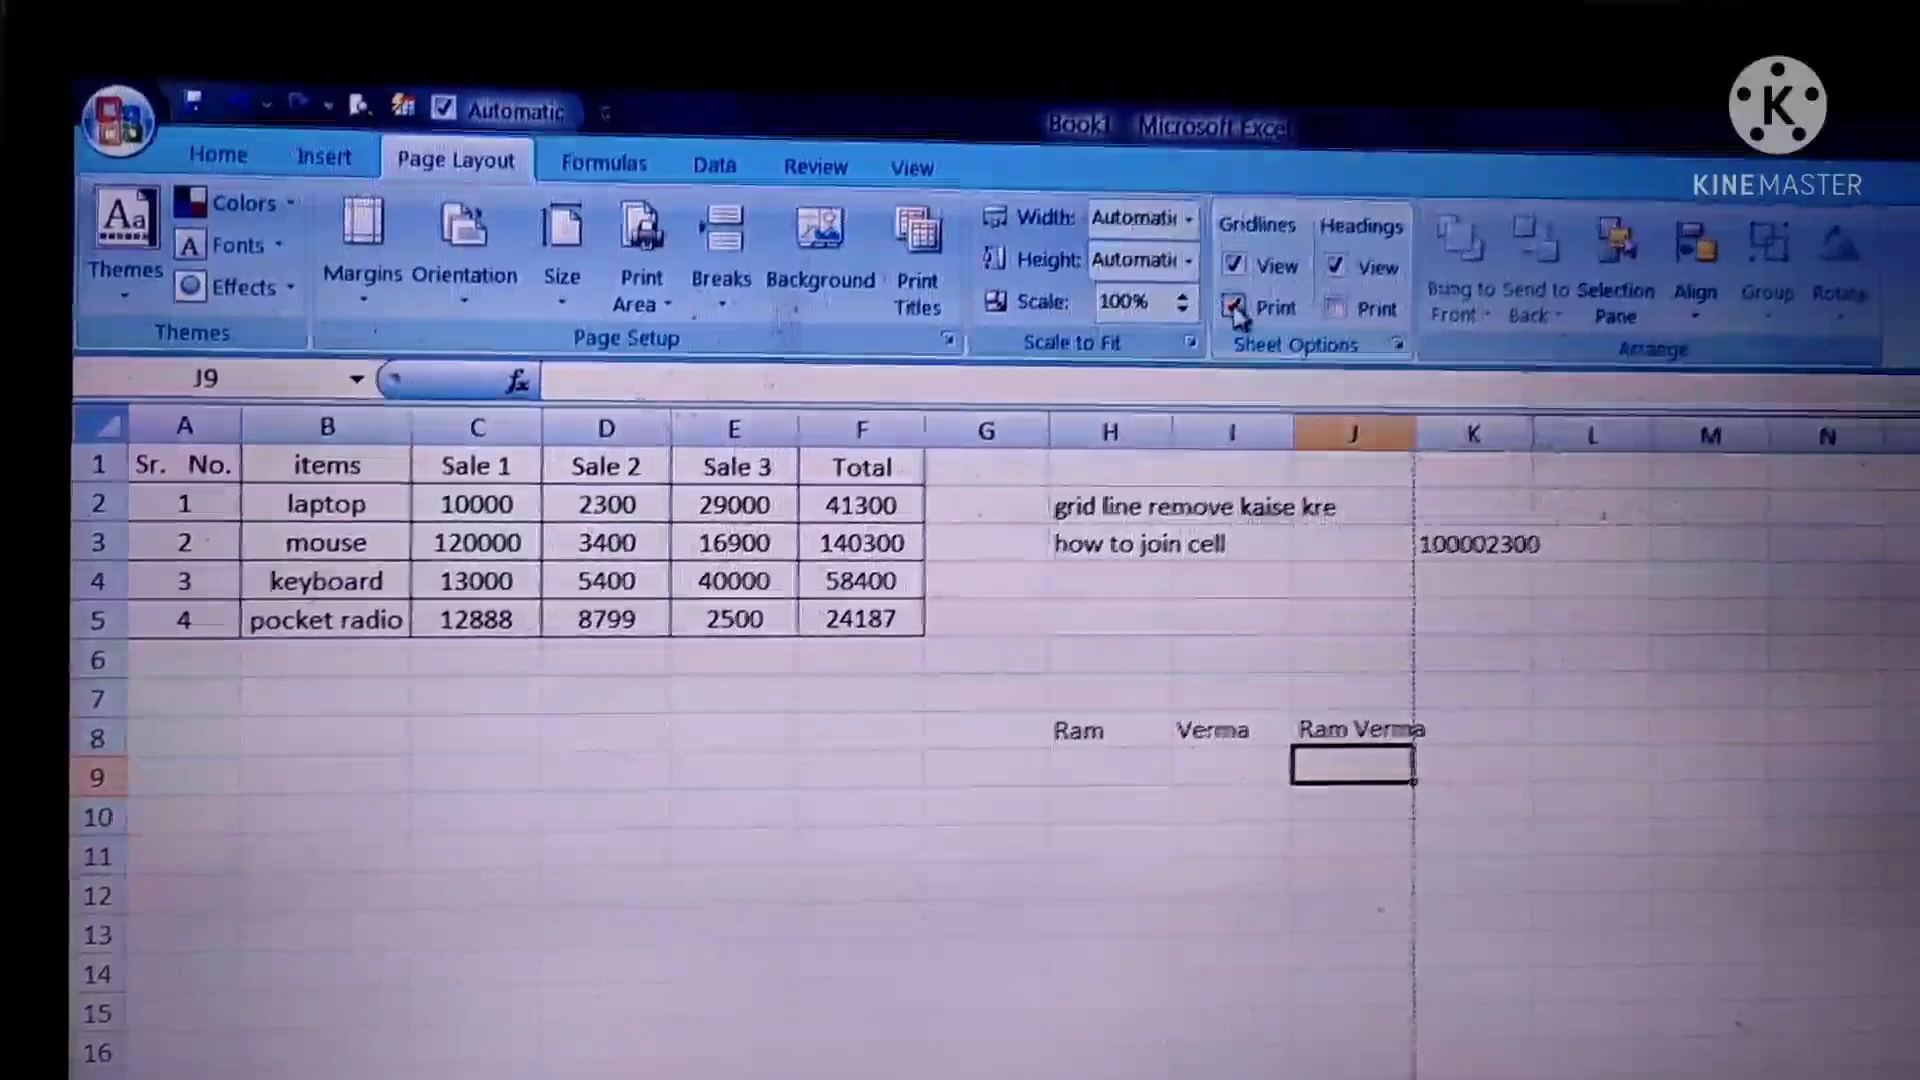 Automatic
Book1 Microsoft Excel
K
KINEMASTER
Home Insert Page Layout Formulas Data Review View
Aa Colors
A Fonts
Effects
Themes
Margins Orientation Size Print Area Breaks Background Print Titles
Width: Automatic
Height: Automatic
Scale: 100%
Gridlines Headings
View View
Print Print
Bring to Front Send to Back Selection Pane Align Group Rotate
Themes Page Setup Scale to Fit Sheet Options Arrange
J9 fx
A B C D E F G H I J K L M N
1 Sr. No. items Sale 1 Sale 2 Sale 3 Total
2 1 laptop 10000 2300 29000 41300 grid line remove kaise kre
3 2 mouse 120000 3400 16900 140300 how to join cell 100002300
4 3 keyboard 13000 5400 40000 58400
5 4 pocket radio 12888 8799 2500 24187
6
7
8 Ram Verma Ram Verma
9
10
11
12
13
14
15
16